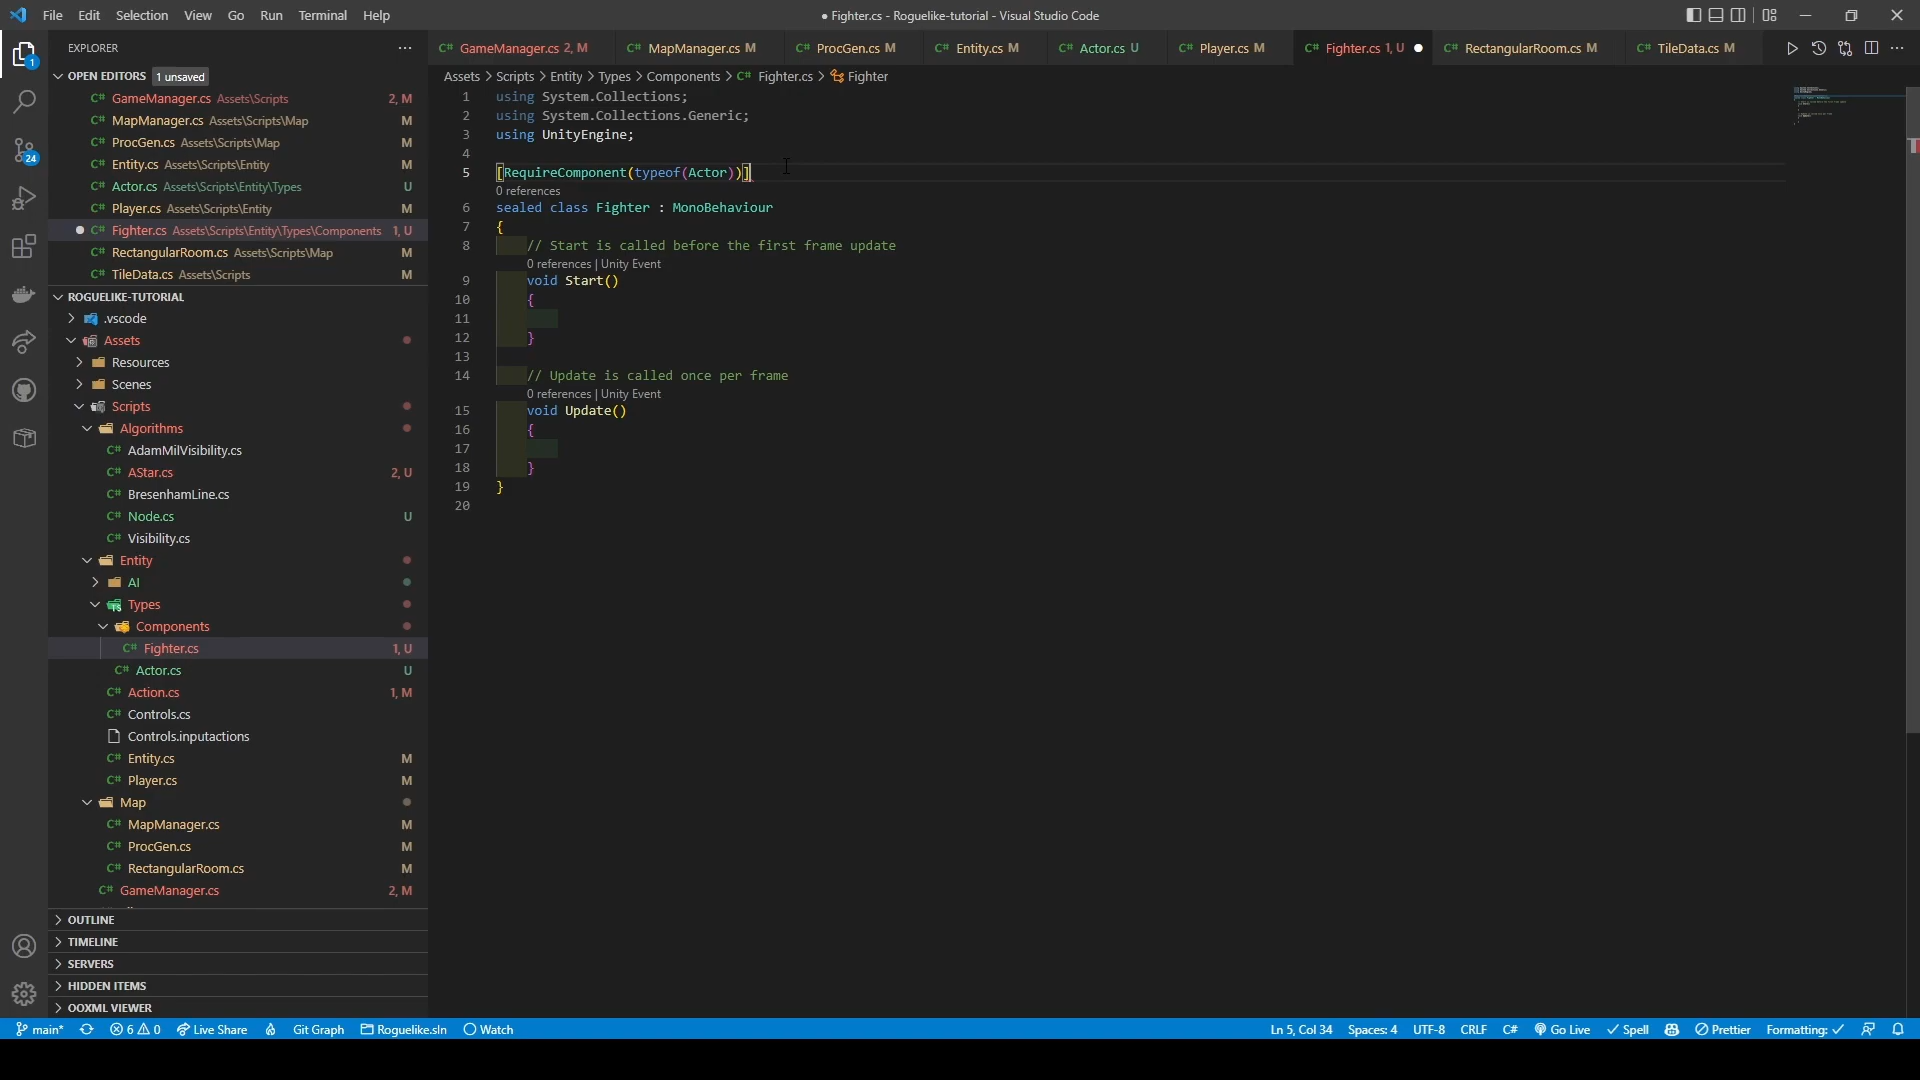 File Edit Selection View Go Run Terminal Help
● Fighter.cs - Roguelike-tutorial - Visual Studio Code
EXPLORER
OPEN EDITORS 1 unsaved
C# GameManager.cs Assets\Scripts 2, M
C# MapManager.cs Assets\Scripts\Map M
C# ProcGen.cs Assets\Scripts\Map M
C# Entity.cs Assets\Scripts\Entity M
C# Actor.cs Assets\Scripts\Entity\Types U
C# Player.cs Assets\Scripts\Entity M
C# Fighter.cs Assets\Scripts\Entity\Types\Components 1, U
C# RectangularRoom.cs Assets\Scripts\Map M
C# TileData.cs Assets\Scripts M
ROGUELIKE-TUTORIAL
.vscode
Assets
Resources
Scenes
Scripts
Algorithms
C# AdamMilVisibility.cs
C# AStar.cs 2, U
C# BresenhamLine.cs
C# Node.cs U
C# Visibility.cs
Entity
AI
Types
Components
C# Fighter.cs 1, U
C# Actor.cs U
C# Action.cs 1, M
C# Controls.cs
Controls.inputactions
C# Entity.cs M
C# Player.cs M
Map
C# MapManager.cs M
C# ProcGen.cs M
C# RectangularRoom.cs M
C# GameManager.cs 2, M
OUTLINE
TIMELINE
SERVERS
HIDDEN ITEMS
OOXML VIEWER
1
24
C# GameManager.cs 2, M C# MapManager.cs M C# ProcGen.cs M C# Entity.cs M C# Actor.cs U C# Player.cs M C# Fighter.cs 1, U C# RectangularRoom.cs M C# TileData.cs M
Assets > Scripts > Entity > Types > Components > C# Fighter.cs > Fighter
1 using System.Collections;
2 using System.Collections.Generic;
3 using UnityEngine;
4
5 [RequireComponent(typeof(Actor))]
0 references
6 sealed class Fighter : MonoBehaviour
7 {
8 // Start is called before the first frame update
0 references | Unity Event
9 void Start()
10 {
11
12 }
13
14 // Update is called once per frame
0 references | Unity Event
15 void Update()
16 {
17
18 }
19 }
20
main* 6 0 Live Share Git Graph Roguelike.sln Watch
Ln 5, Col 34 Spaces: 4 UTF-8 CRLF C# Go Live Spell Prettier Formatting: ✓